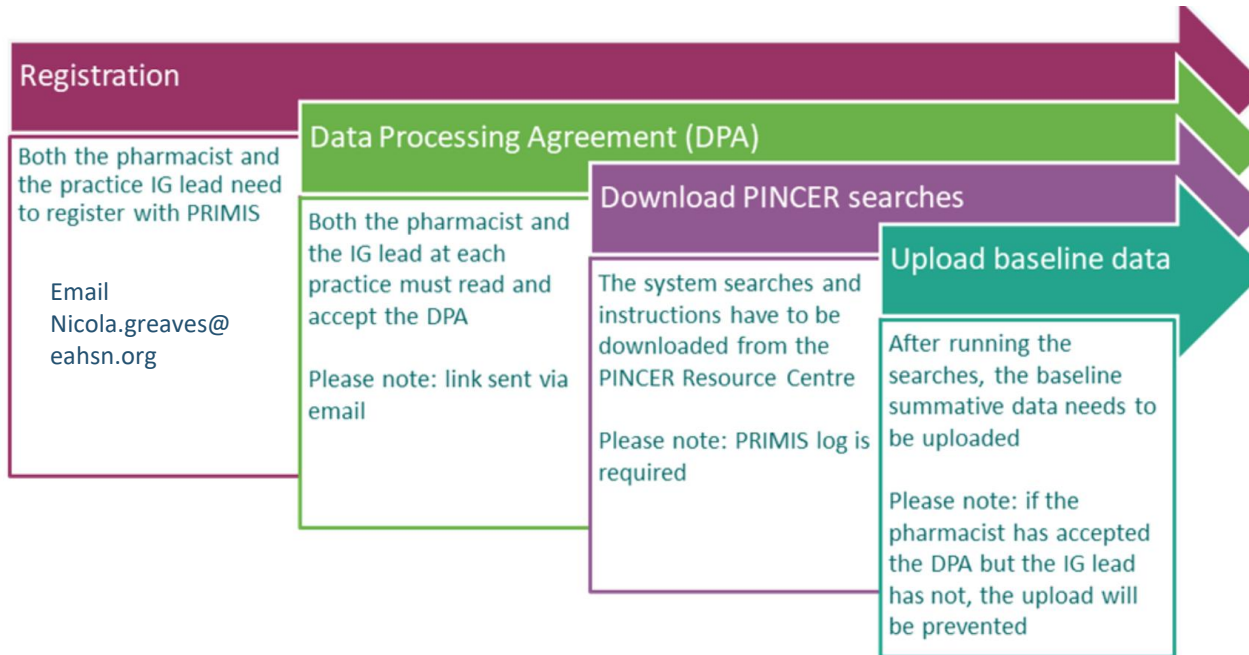 Registration
Both the pharmacist and
the practice IG lead need
to register with PRIMIS
Email
Nicola.greaves@
eahsn.org
Data Processing Agreement (DPA)
Both the pharmacist and
the IG lead at each
practice must read and
accept the DPA
Please note: link sent via
email
Download PINCER searches
The system searches and
instructions have to be
downloaded from the
PINCER Resource Centre
Please note: PRIMIS log is
required
Upload baseline data
After running the
searches, the baseline
summative data needs to
be uploaded
Please note: if the
pharmacist has accepted
the DPA but the IG lead
has not, the upload will
be prevented